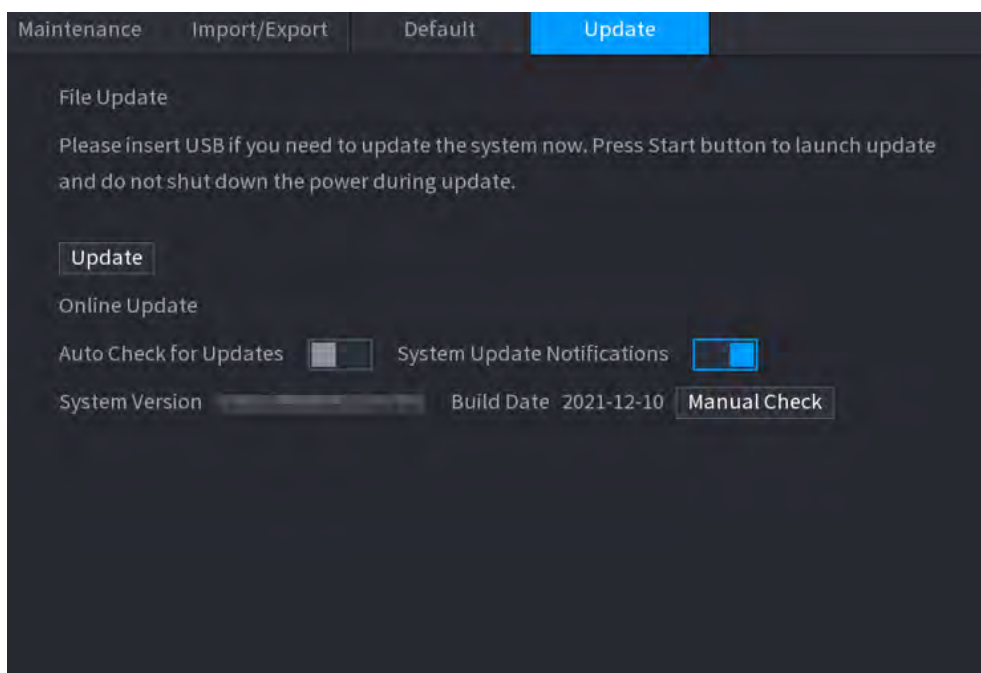 Maintenance Import/Export Default Update
File Update
Please insert USB if you need to update the system now. Press Start button to launch update
and do not shut down the power during update.
Update
Online Update
Auto Check for Updates System Update Notifications
System Version Build Date 2021-12-10 Manual Check